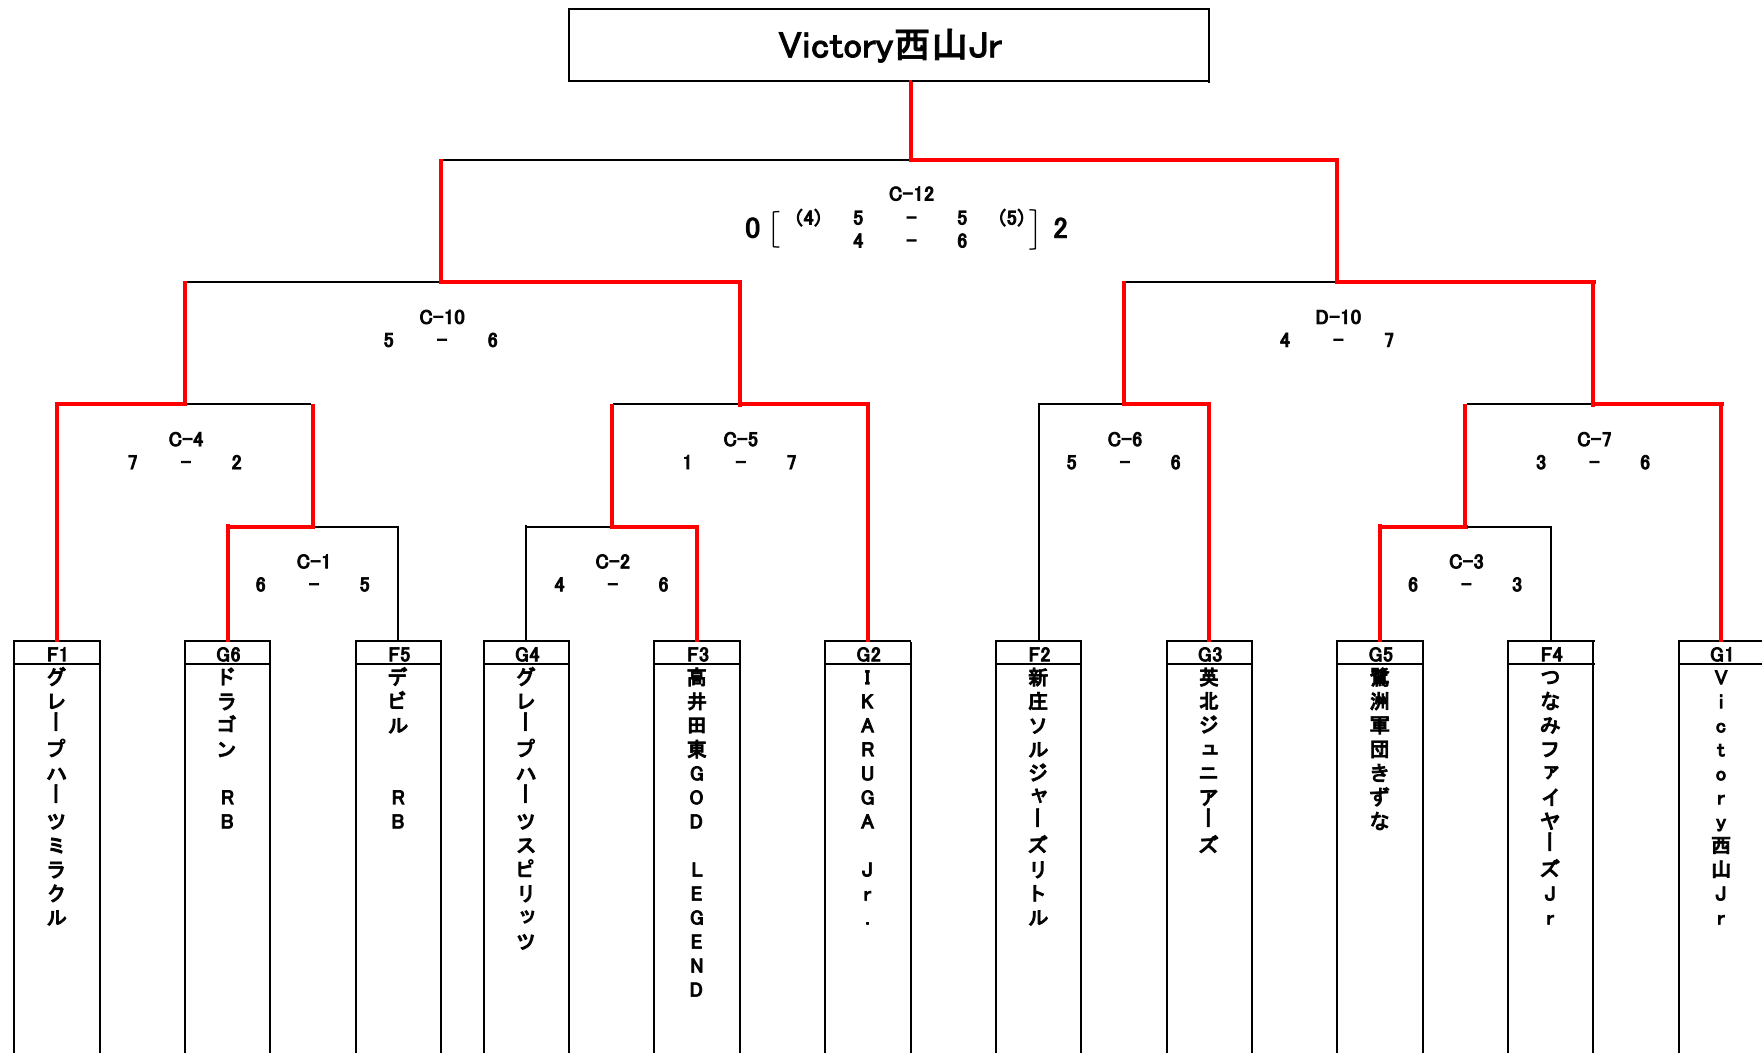 Victory西山Jr
C-12
0 [ (4) 5 - 5 (5) ] 2
4 - 6
C-10 D-10
5 - 6 4 - 7
C-4 C-5 C-6 C-7
7 - 2 1 - 7 5 - 6 3 - 6
C-1 C-2 C-3
6 - 5 4 - 6 6 - 3
F1 G6 F5 G4 F3 G2 F2 G3 G5 F4 G1
グレープハーツミラクル
ドラゴン RB
デビル RB
グレープハーツスピリッツ
高井田東GOD LEGEND
IKARUGA Jr.
新庄ソルジャーズリトル
英北ジュニアーズ
鷺洲軍団きずな
つなみファイヤーズJr
Victory西山Jr